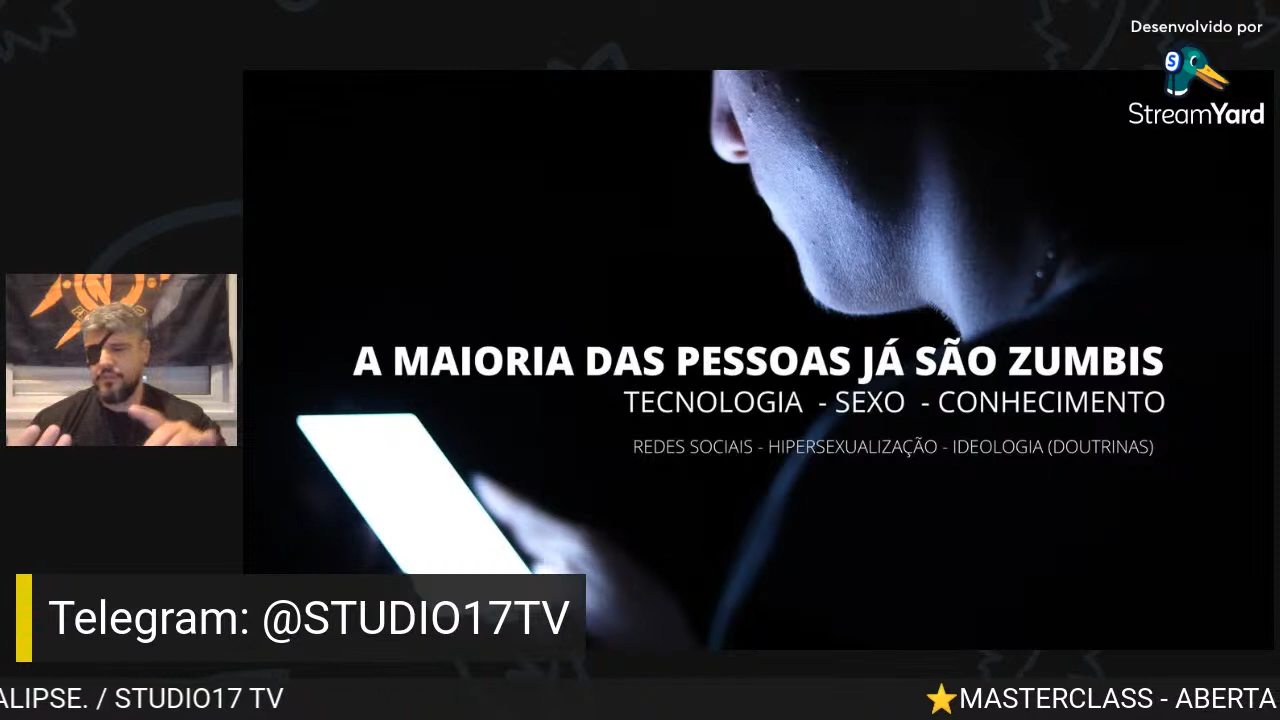 Desenvolvido por
S
StreamYard
A MAIORIA DAS PESSOAS JÁ SÃO ZUMBIS
TECNOLOGIA - SEXO - CONHECIMENTO
REDES SOCIAIS - HIPERSEXUALIZAÇÃO - IDEOLOGIA (DOUTRINAS)
Telegram: @STUDIO17TV
ALIPSE. / STUDIO17 TV
⭐MASTERCLASS - ABERTA